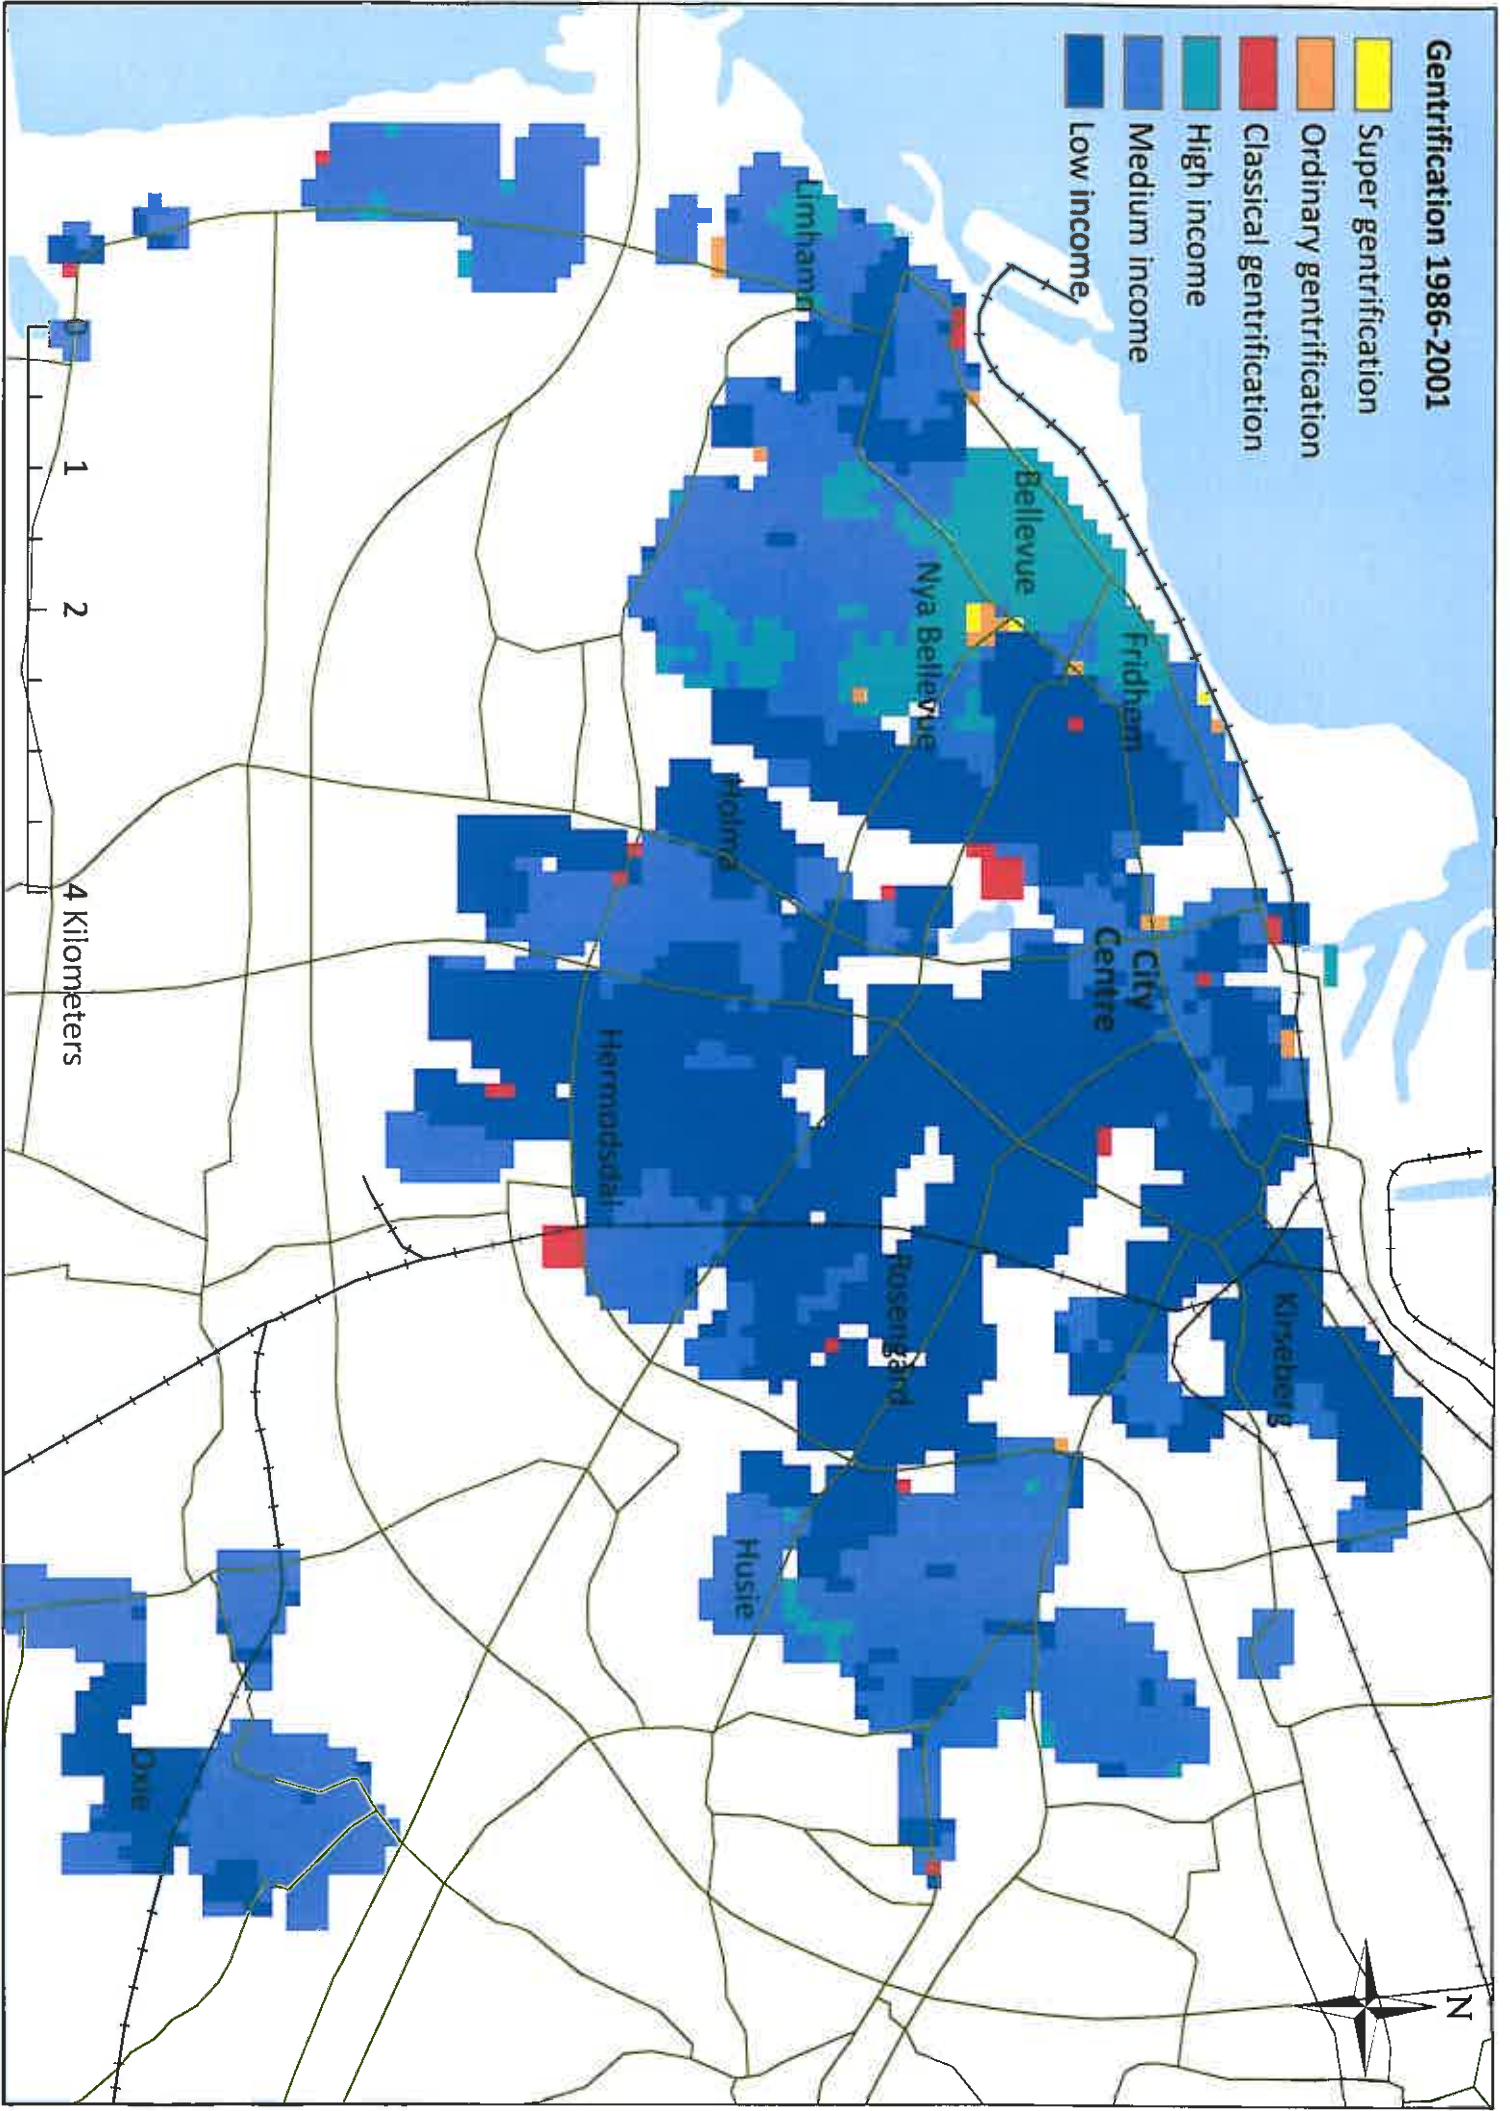 Gentrification 1986-2001
Super gentrification
Ordinary gentrification
Classical gentrification
High income
Medium income
Low income
N
Limhamn
Bellevue
Nya Bellevue
Fridhem
Holma
City
Centre
Hermodsdal
Rosengård
Kirseberg
Husie
Oxie
0
1
2
4 Kilometers